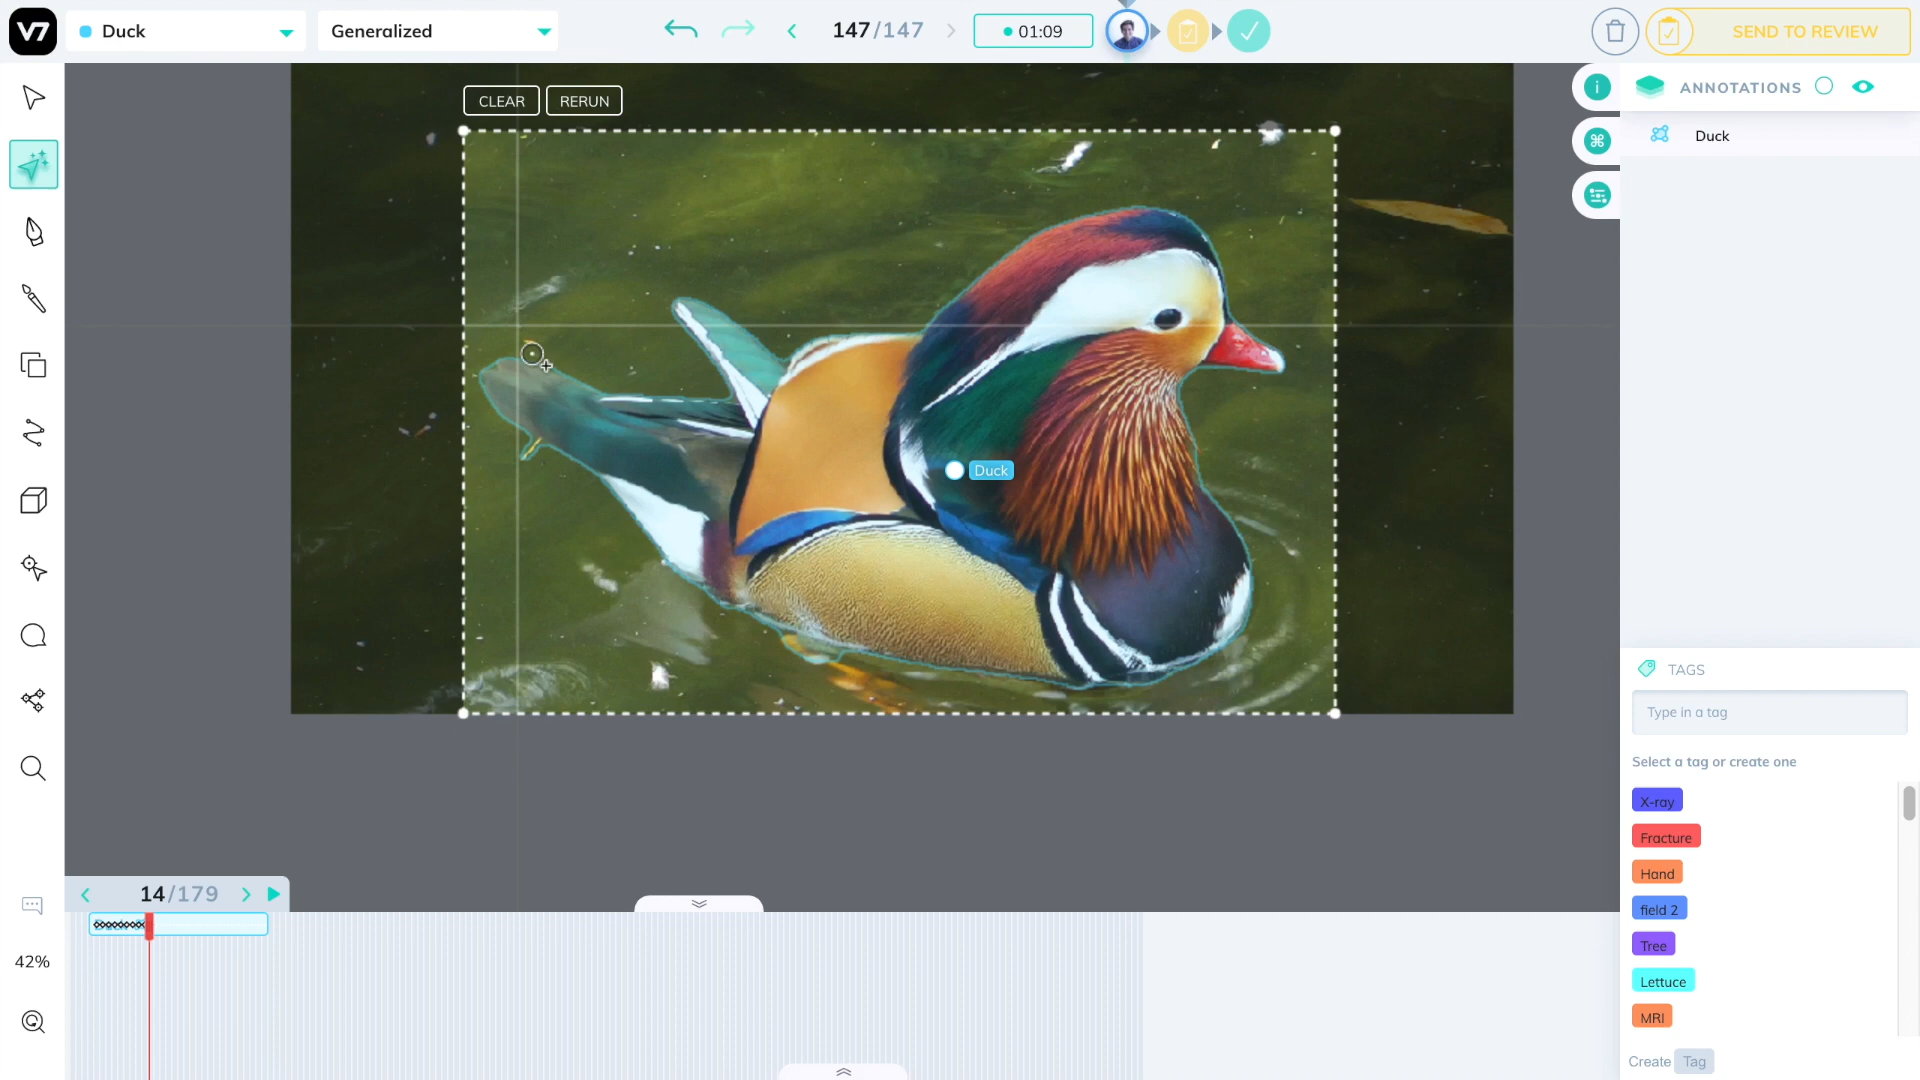 V7
Duck
Generalized
147/147
01:09
SEND TO REVIEW
CLEAR
RERUN
ANNOTATIONS
Duck
Duck
TAGS
Type in a tag
Select a tag or create one
X-ray
Fracture
Hand
field 2
Tree
Lettuce
MRI
Create Tag
14/179
42%